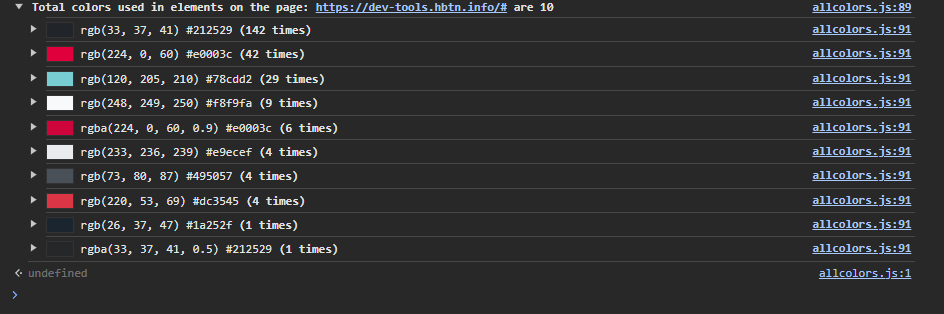 Total colors used in elements on the page: https://dev-tools.hbtn.info/# are 10 allcolors.js:89
rgb(33, 37, 41) #212529 (142 times) allcolors.js:91
rgb(224, 0, 60) #e0003c (42 times) allcolors.js:91
rgb(120, 205, 210) #78cdd2 (29 times) allcolors.js:91
rgb(248, 249, 250) #f8f9fa (9 times) allcolors.js:91
rgba(224, 0, 60, 0.9) #e0003c (6 times) allcolors.js:91
rgb(233, 236, 239) #e9ecef (4 times) allcolors.js:91
rgb(73, 80, 87) #495057 (4 times) allcolors.js:91
rgb(220, 53, 69) #dc3545 (4 times) allcolors.js:91
rgb(26, 37, 47) #1a252f (1 times) allcolors.js:91
rgba(33, 37, 41, 0.5) #212529 (1 times) allcolors.js:91
undefined allcolors.js:1